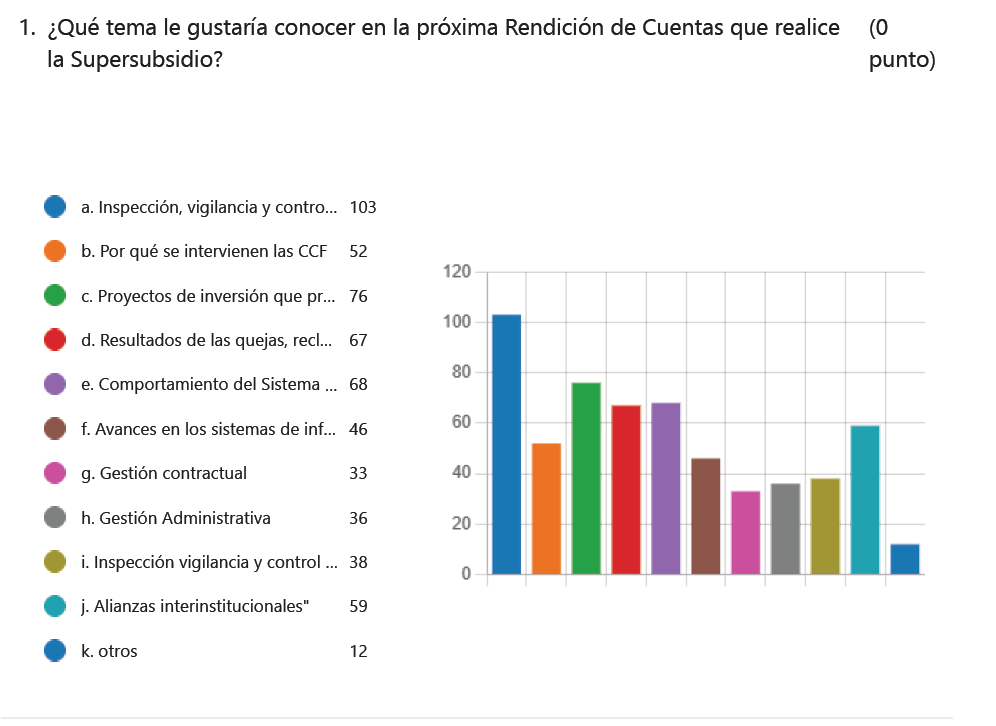 1. ¿Qué tema le gustaría conocer en la próxima Rendición de Cuentas que realice (0
la Supersubsidio? punto)
a. Inspección, vigilancia y contro... 103
b. Por qué se intervienen las CCF 52
c. Proyectos de inversión que pr... 76
d. Resultados de las quejas, recl... 67
e. Comportamiento del Sistema ... 68
f. Avances en los sistemas de inf... 46
g. Gestión contractual 33
h. Gestión Administrativa 36
i. Inspección vigilancia y control ... 38
j. Alianzas interinstitucionales" 59
k. otros 12
120
100
80
60
40
20
0